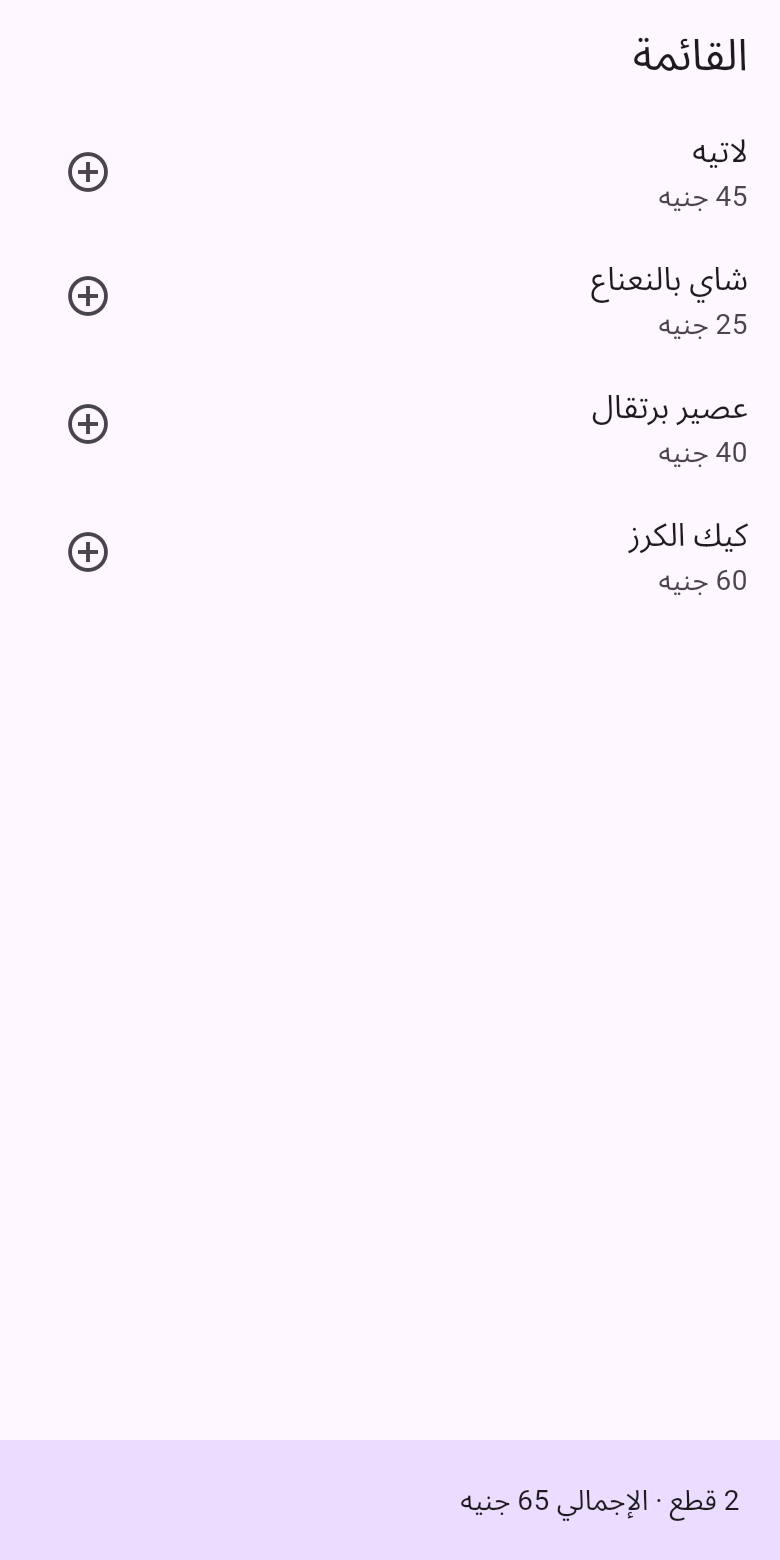 القائمة
لاتيه
45 جنيه
شاي بالنعناع
25 جنيه
عصير برتقال
40 جنيه
كيك الكرز
60 جنيه
2 قطع · الإجمالي 65 جنيه